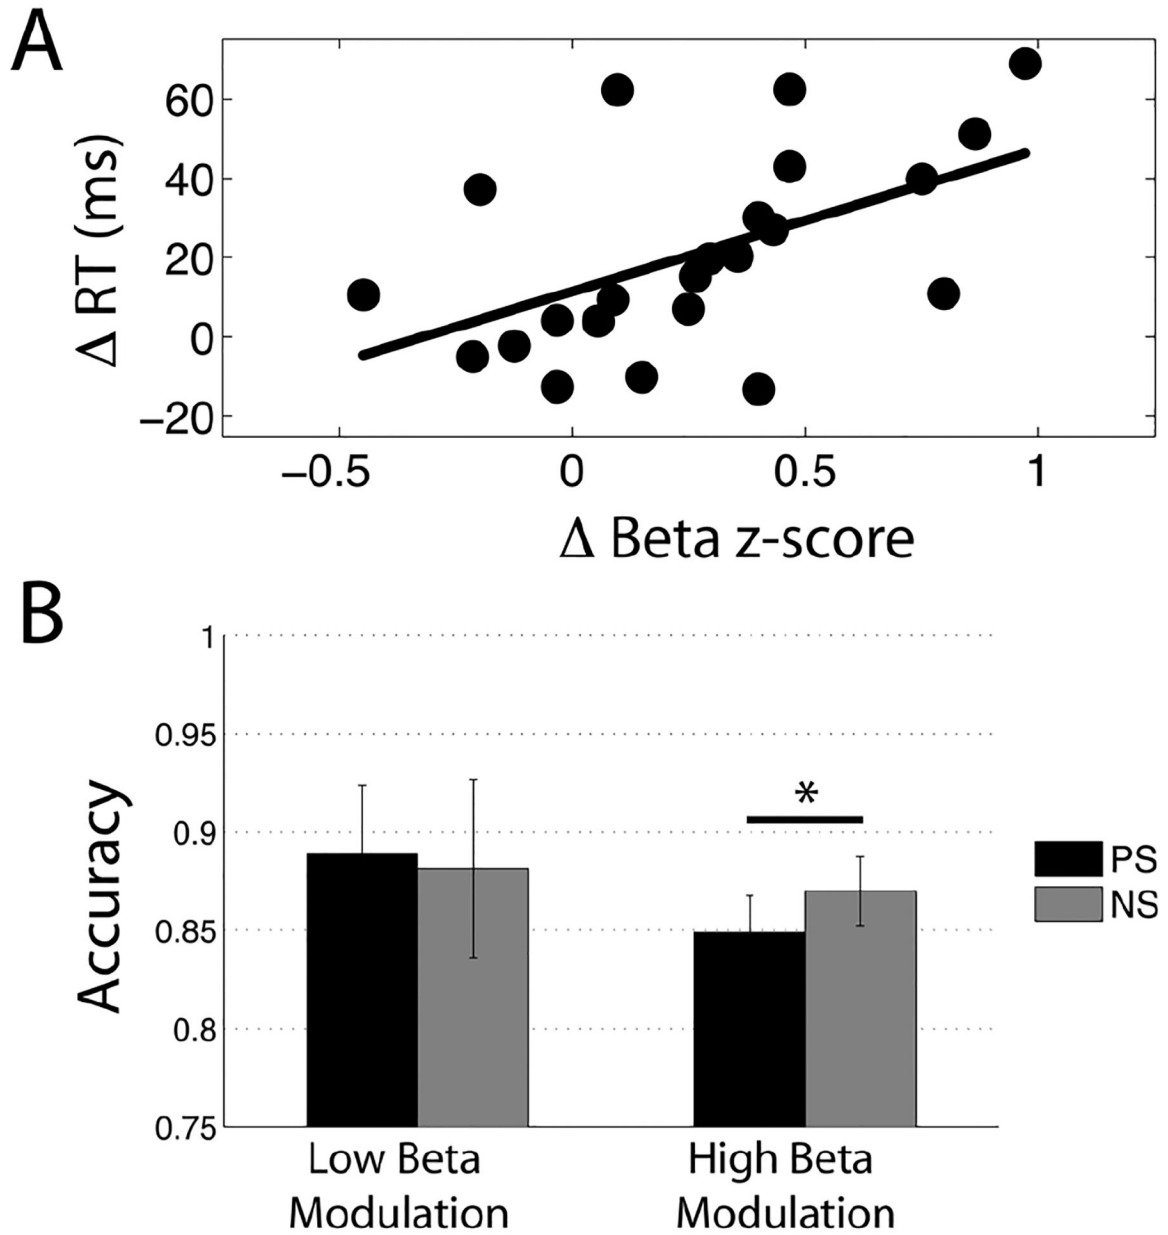 A
60
40
20
0
−20
Δ RT (ms)
−0.5 0 0.5 1
Δ Beta z-score
B
1
0.95
0.9
0.85
0.8
0.75
Accuracy
*
PS
NS
Low Beta
Modulation
High Beta
Modulation